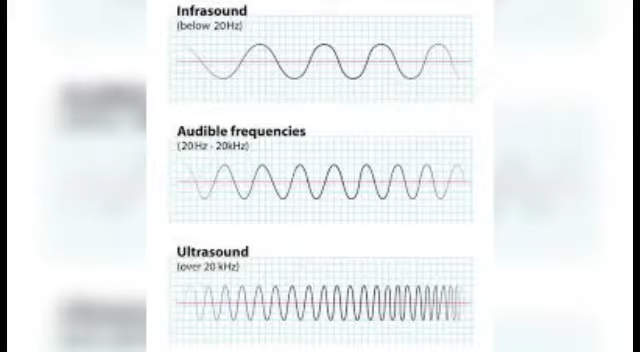 Infrasound
(below 20Hz)
Audible frequencies
(20Hz - 20kHz)
Ultrasound
(over 20 kHz)